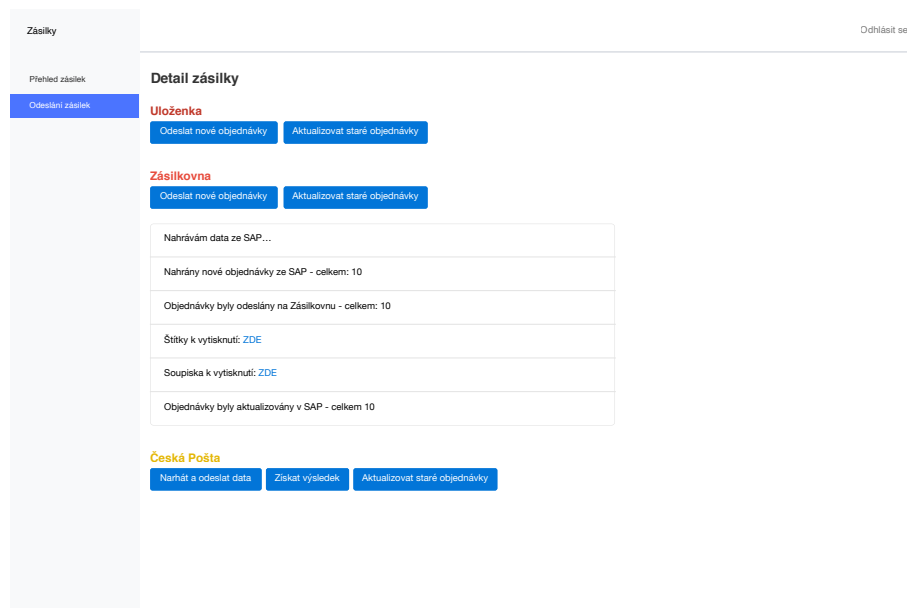 Zásilky
Odhlásit se
Přehled zásilek
Odeslání zásilek
Detail zásilky
Uloženka
Odeslat nové objednávky
Aktualizovat staré objednávky
Zásilkovna
Odeslat nové objednávky
Aktualizovat staré objednávky
Nahrávám data ze SAP…
Nahrány nové objednávky ze SAP - celkem: 10
Objednávky byly odeslány na Zásilkovnu - celkem: 10
Štítky k vytisknutí: ZDE
Soupiska k vytisknutí: ZDE
Objednávky byly aktualizovány v SAP - celkem 10
Česká Pošta
Narhát a odeslat data
Získat výsledek
Aktualizovat staré objednávky